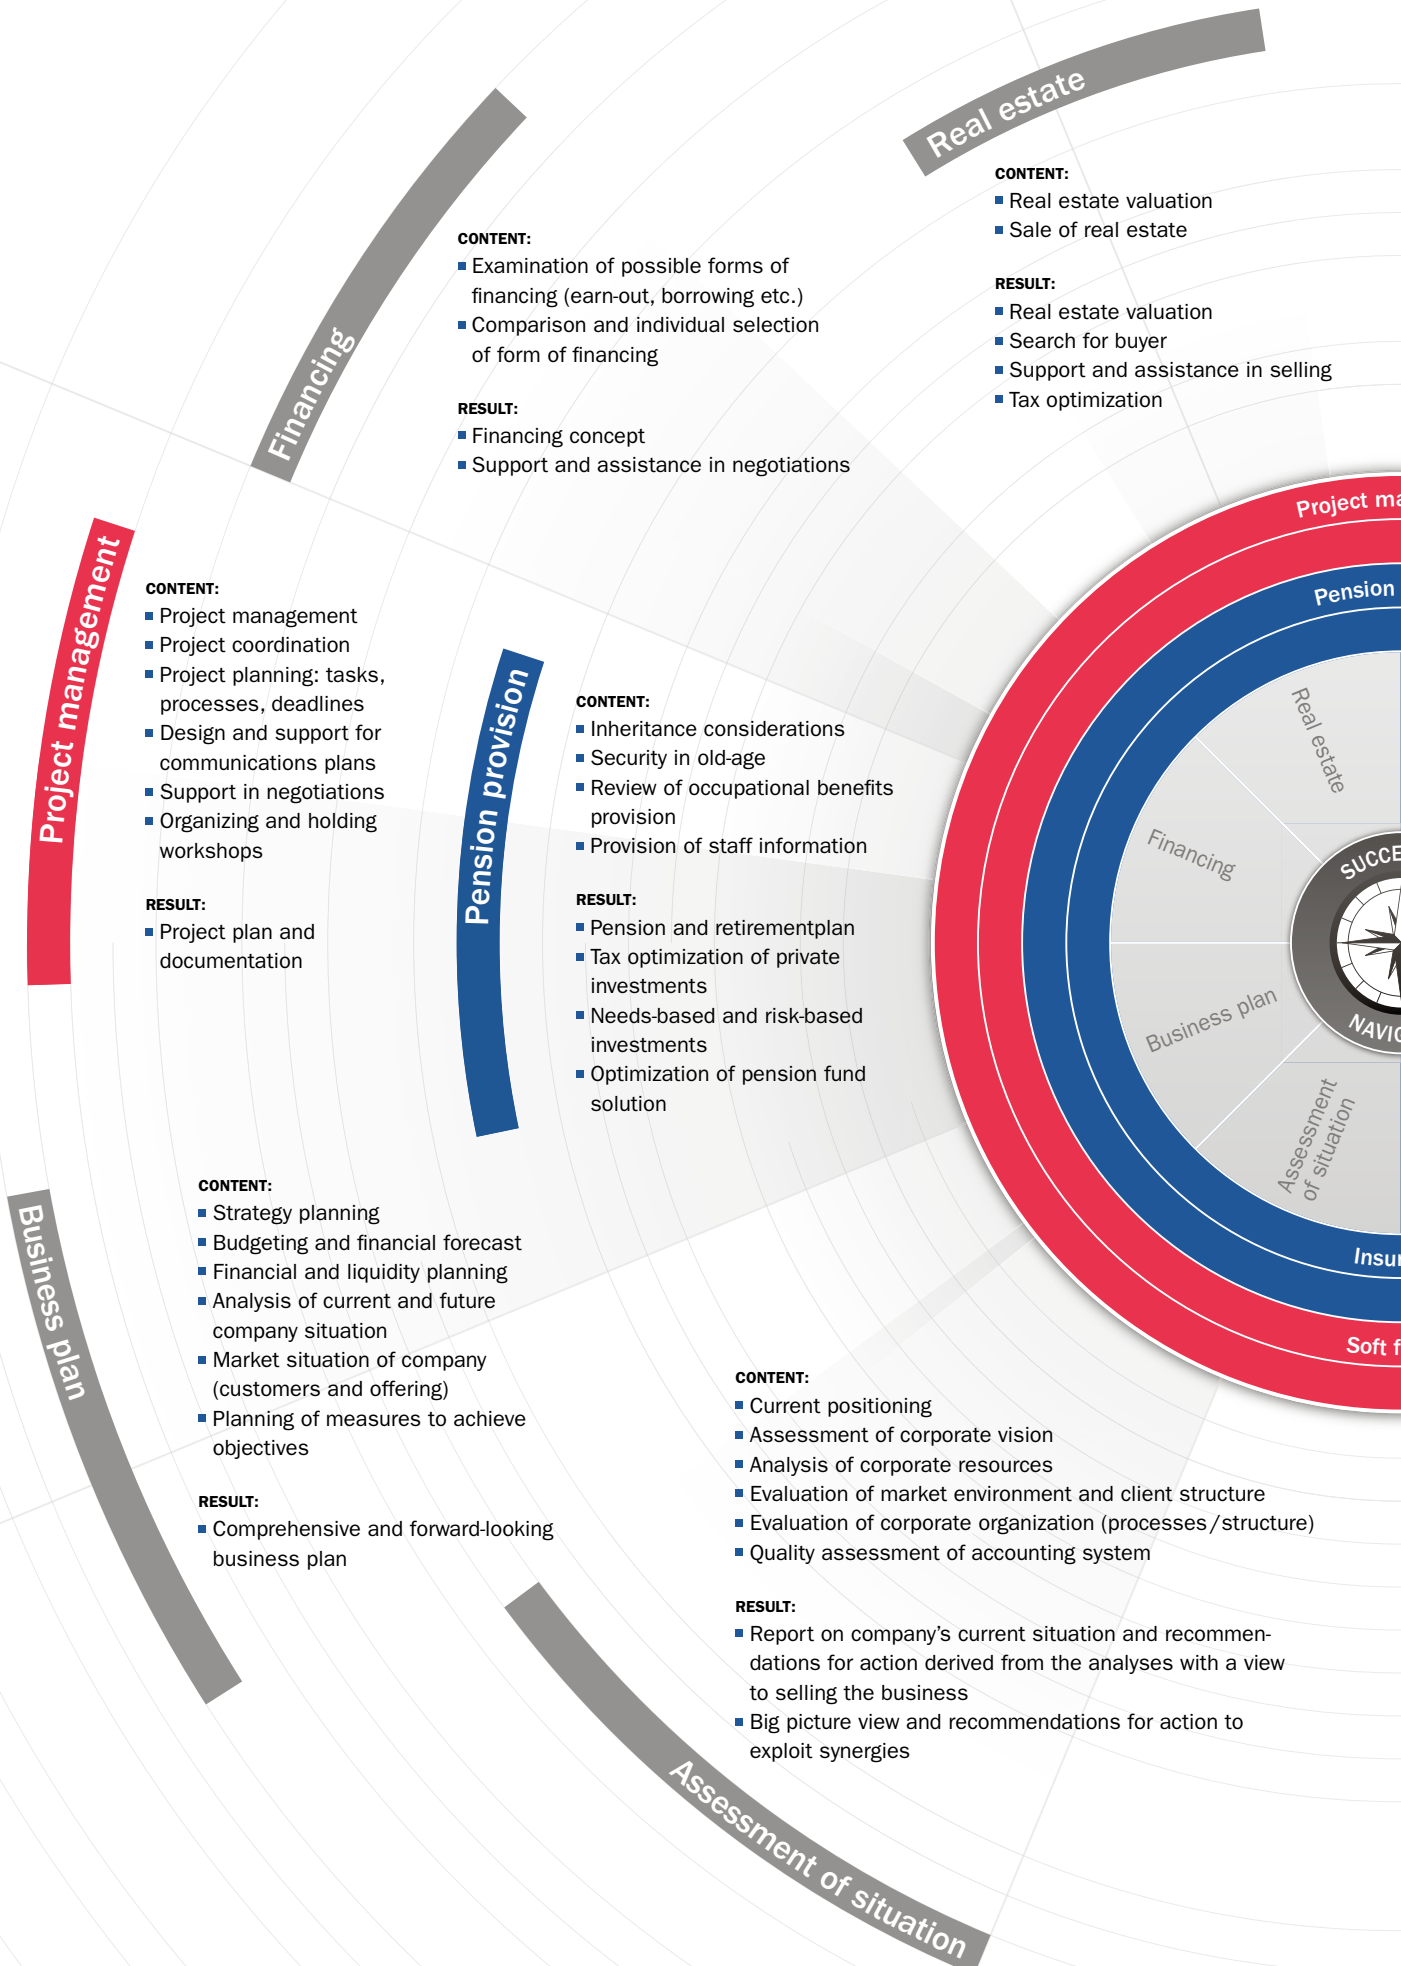 Real estate
CONTENT:
Real estate valuation
Sale of real estate
RESULT:
Real estate valuation
Search for buyer
Support and assistance in selling
Tax optimization
Financing
CONTENT:
Examination of possible forms of
financing (earn-out, borrowing etc.)
Comparison and individual selection
of form of financing
RESULT:
Financing concept
Support and assistance in negotiations
Project management
CONTENT:
Project management
Project coordination
Project planning: tasks,
processes, deadlines
Design and support for
communications plans
Support in negotiations
Organizing and holding
workshops
RESULT:
Project plan and
documentation
Pension provision
CONTENT:
Inheritance considerations
Security in old-age
Review of occupational benefits
provision
Provision of staff information
RESULT:
Pension and retirementplan
Tax optimization of private
investments
Needs-based and risk-based
investments
Optimization of pension fund
solution
Business plan
CONTENT:
Strategy planning
Budgeting and financial forecast
Financial and liquidity planning
Analysis of current and future
company situation
Market situation of company
(customers and offering)
Planning of measures to achieve
objectives
RESULT:
Comprehensive and forward-looking
business plan
Assessment of situation
CONTENT:
Current positioning
Assessment of corporate vision
Analysis of corporate resources
Evaluation of market environment and client structure
Evaluation of corporate organization (processes/structure)
Quality assessment of accounting system
RESULT:
Report on company’s current situation and recommen-
dations for action derived from the analyses with a view
to selling the business
Big picture view and recommendations for action to
exploit synergies
Project ma
Pension
Real estate
Financing
SUCCE
NAVIG
Business plan
Assessment
of situation
Insur
Soft f